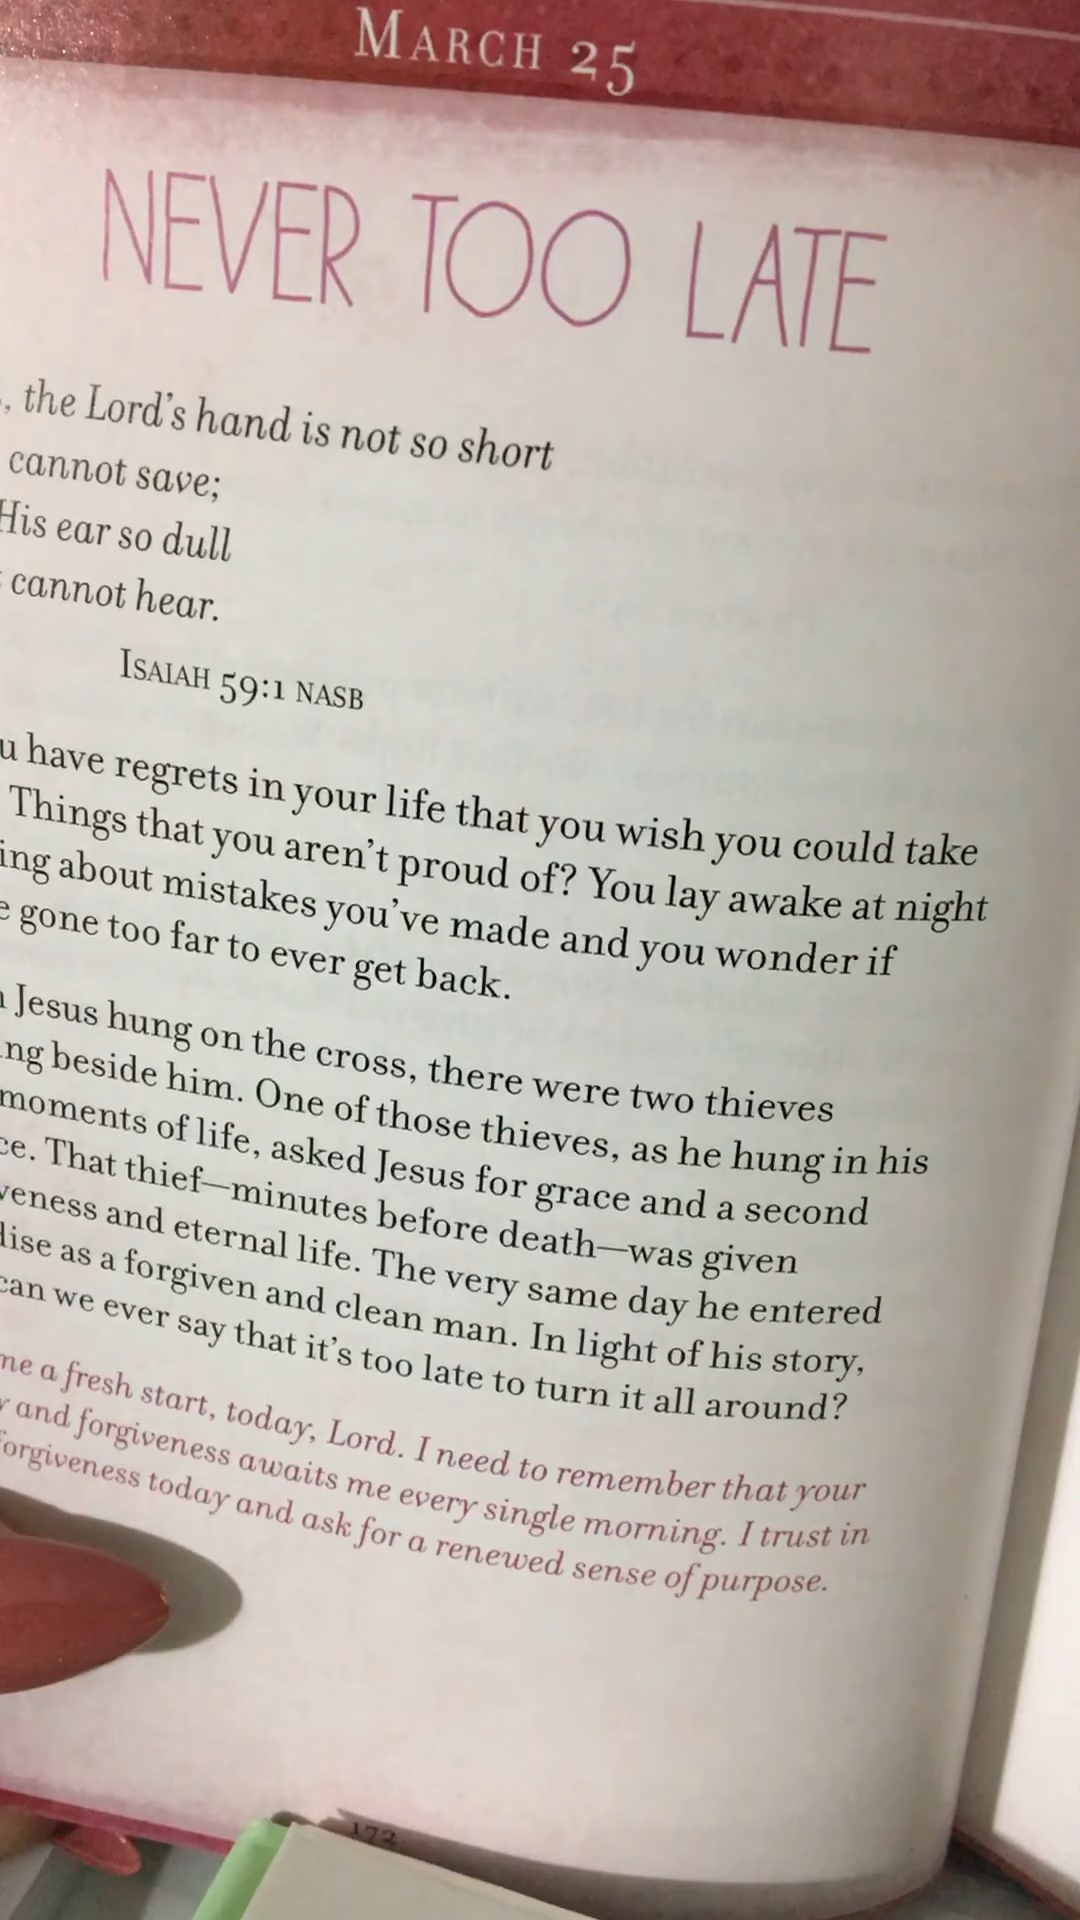 MARCH 25
NEVER TOO LATE
, the Lord's hand is not so short
cannot save;
His ear so dull
cannot hear.
ISAIAH 59:1 NASB
u have regrets in your life that you wish you could take
Things that you aren't proud of? You lay awake at night
ing about mistakes you've made and you wonder if
e gone too far to ever get back.
Jesus hung on the cross, there were two thieves
ng beside him. One of those thieves, as he hung in his
moments of life, asked Jesus for grace and a second
ce. That thief—minutes before death—was given
veness and eternal life. The very same day he entered
dise as a forgiven and clean man. In light of his story,
can we ever say that it's too late to turn it all around?
me a fresh start, today, Lord. I need to remember that your
y and forgiveness awaits me every single morning. I trust in
forgiveness today and ask for a renewed sense of purpose.
172